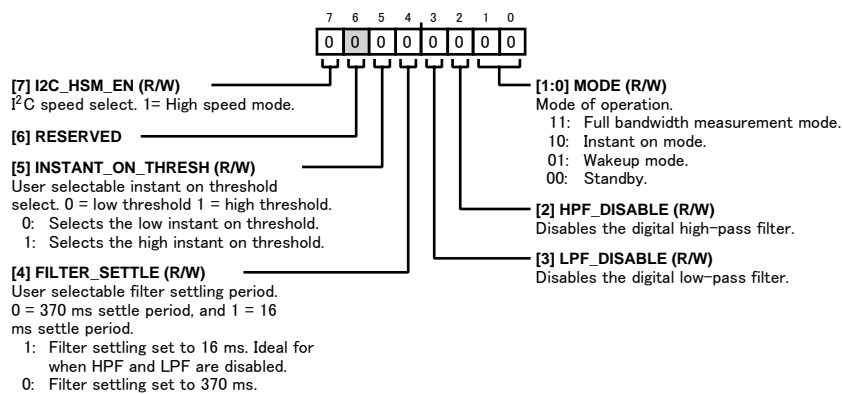 7 6 5 4 3 2 1 0
0 0 0 0 0 0 0 0
[7] I2C_HSM_EN (R/W)
I2C speed select. 1= High speed mode.
[6] RESERVED
[5] INSTANT_ON_THRESH (R/W)
User selectable instant on threshold
select. 0 = low threshold 1 = high threshold.
0: Selects the low instant on threshold.
1: Selects the high instant on threshold.
[4] FILTER_SETTLE (R/W)
User selectable filter settling period.
0 = 370 ms settle period, and 1 = 16
ms settle period.
1: Filter settling set to 16 ms. Ideal for
when HPF and LPF are disabled.
0: Filter settling set to 370 ms.
[1:0] MODE (R/W)
Mode of operation.
11: Full bandwidth measurement mode.
10: Instant on mode.
01: Wakeup mode.
00: Standby.
[2] HPF_DISABLE (R/W)
Disables the digital high-pass filter.
[3] LPF_DISABLE (R/W)
Disables the digital low-pass filter.